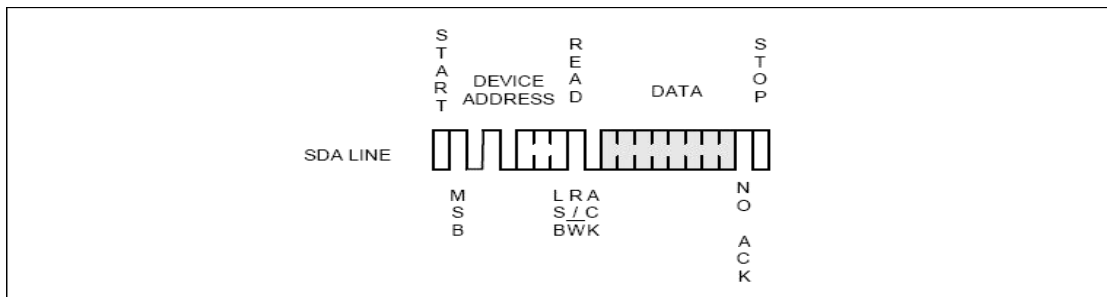 START
DEVICE
ADDRESS
READ
DATA
STOP
SDA LINE
MSB
LSB
R/W
ACK
NO ACK